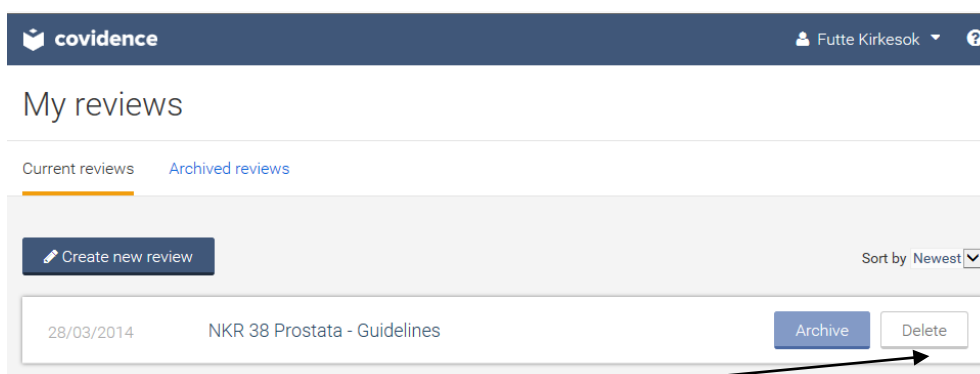 covidence Futte Kirkesok
My reviews
Current reviews Archived reviews
Create new review Sort by Newest
28/03/2014 NKR 38 Prostata - Guidelines Archive Delete